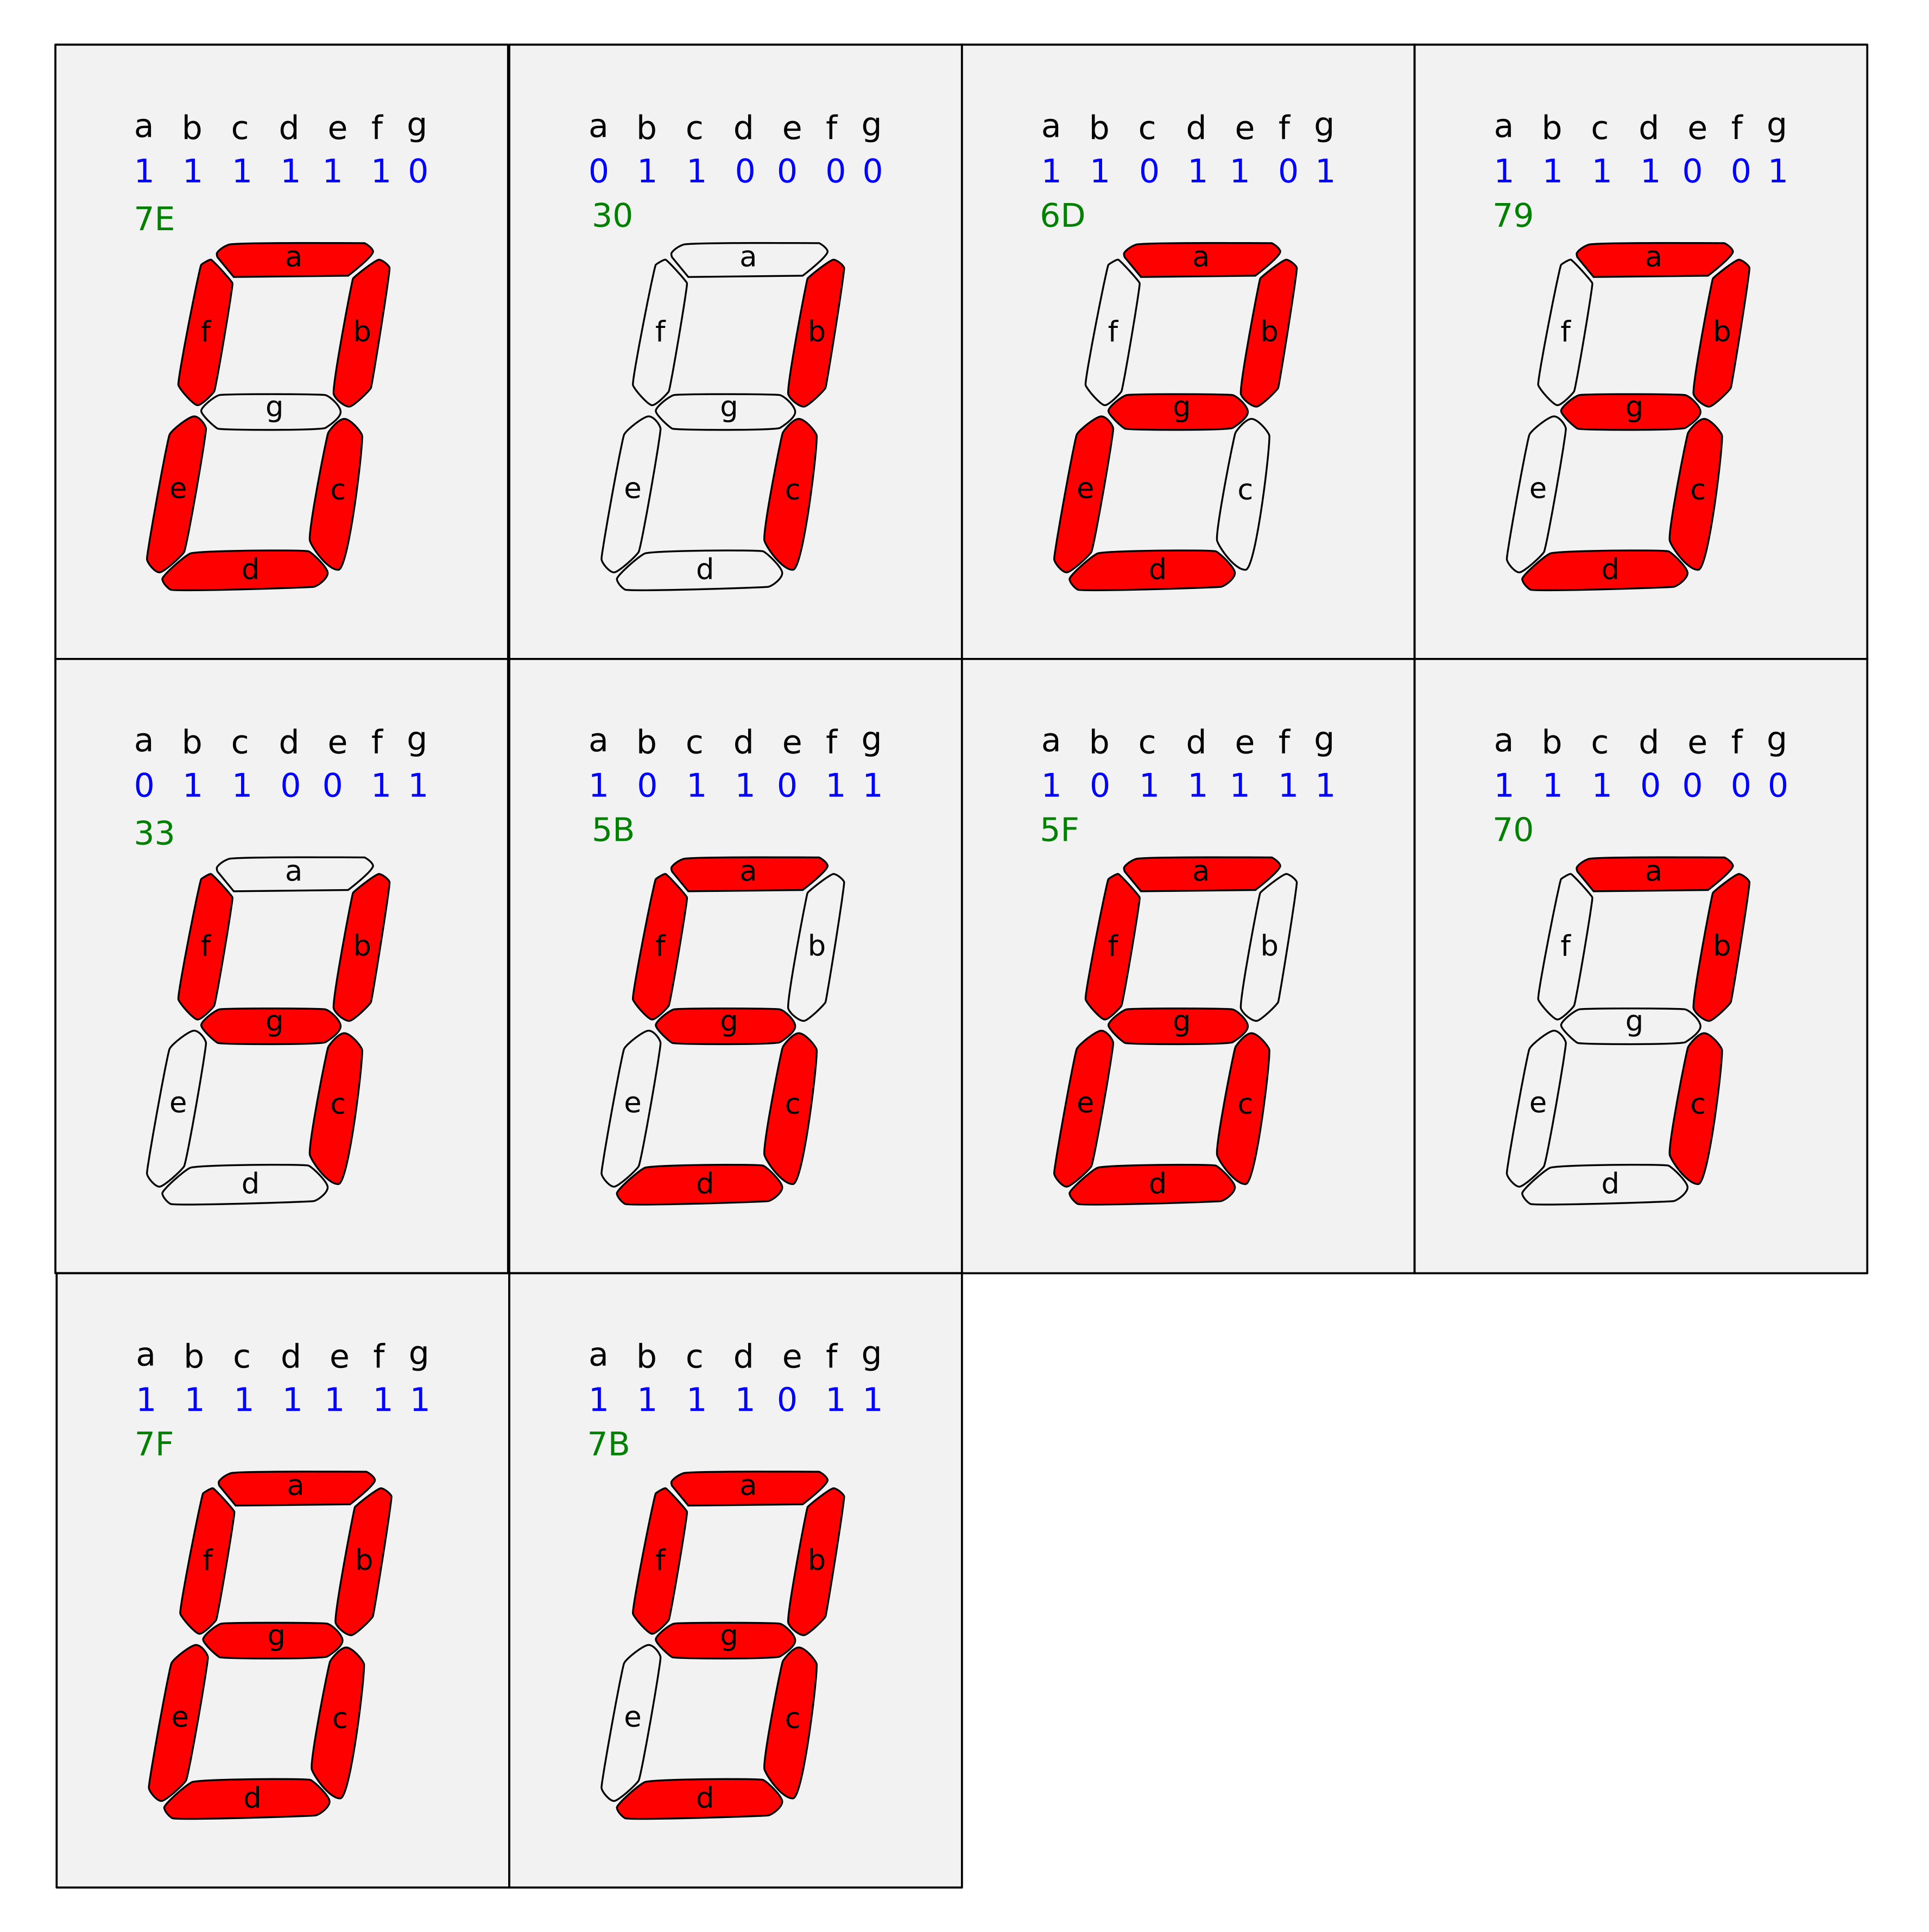 a b c d e f g
1 1 1 1 1 1 0
7E
a
f b
g
e c
d
a b c d e f g
0 1 1 0 0 0 0
30
a
f b
g
e c
d
a b c d e f g
1 1 0 1 1 0 1
6D
a
f b
g
e c
d
a b c d e f g
1 1 1 1 0 0 1
79
a
f b
g
e c
d
a b c d e f g
0 1 1 0 0 1 1
33
a
f b
g
e c
d
a b c d e f g
1 0 1 1 0 1 1
5B
a
f b
g
e c
d
a b c d e f g
1 0 1 1 1 1 1
5F
a
f b
g
e c
d
a b c d e f g
1 1 1 0 0 0 0
70
a
f b
g
e c
d
a b c d e f g
1 1 1 1 1 1 1
7F
a
f b
g
e c
d
a b c d e f g
1 1 1 1 0 1 1
7B
a
f b
g
e c
d